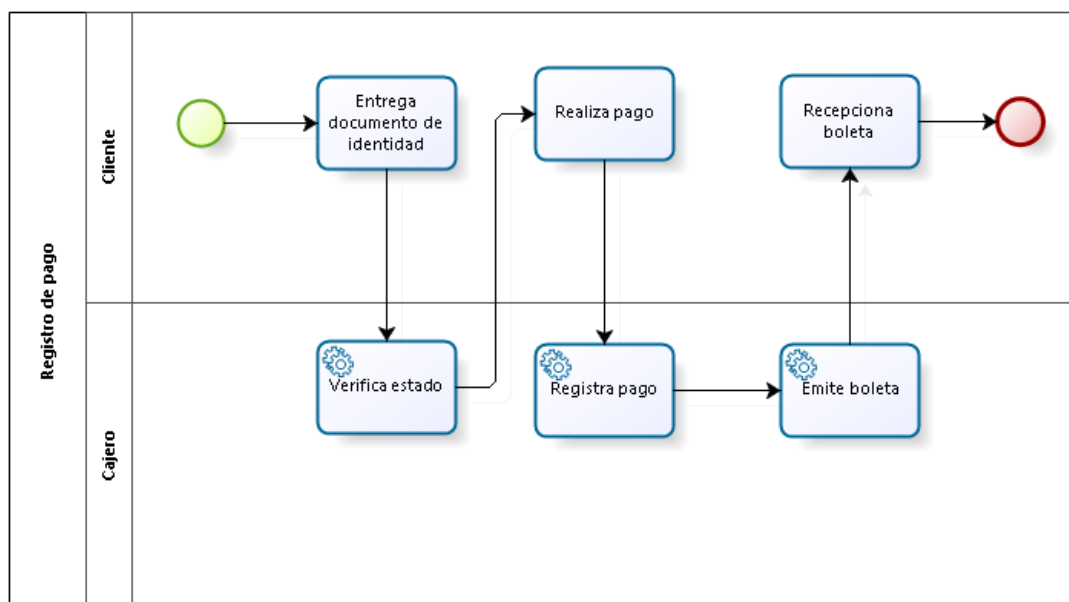 Registro de pago
Cliente
Entrega
documento de
identidad
Realiza pago
Recepciona
boleta
Cajero
Verifica estado
Registra pago
Emite boleta